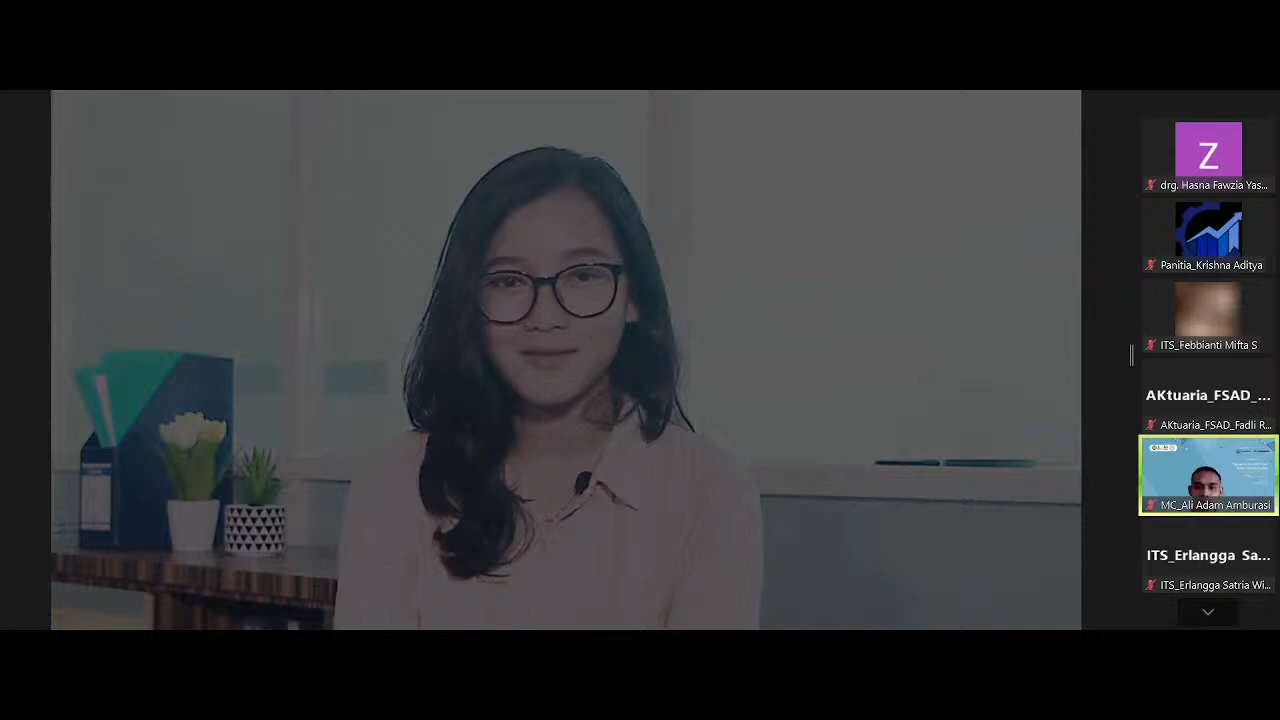 Z
drg. Hasna Fawzia Yas...
Panitia_Krishna Aditya
ITS_Febbianti Mifta S
AKtuaria_FSAD_...
AKtuaria_FSAD_Fadli R...
MC_Ali Adam Amburasi
ITS_Erlangga Sa...
ITS_Erlangga Satria Wi...